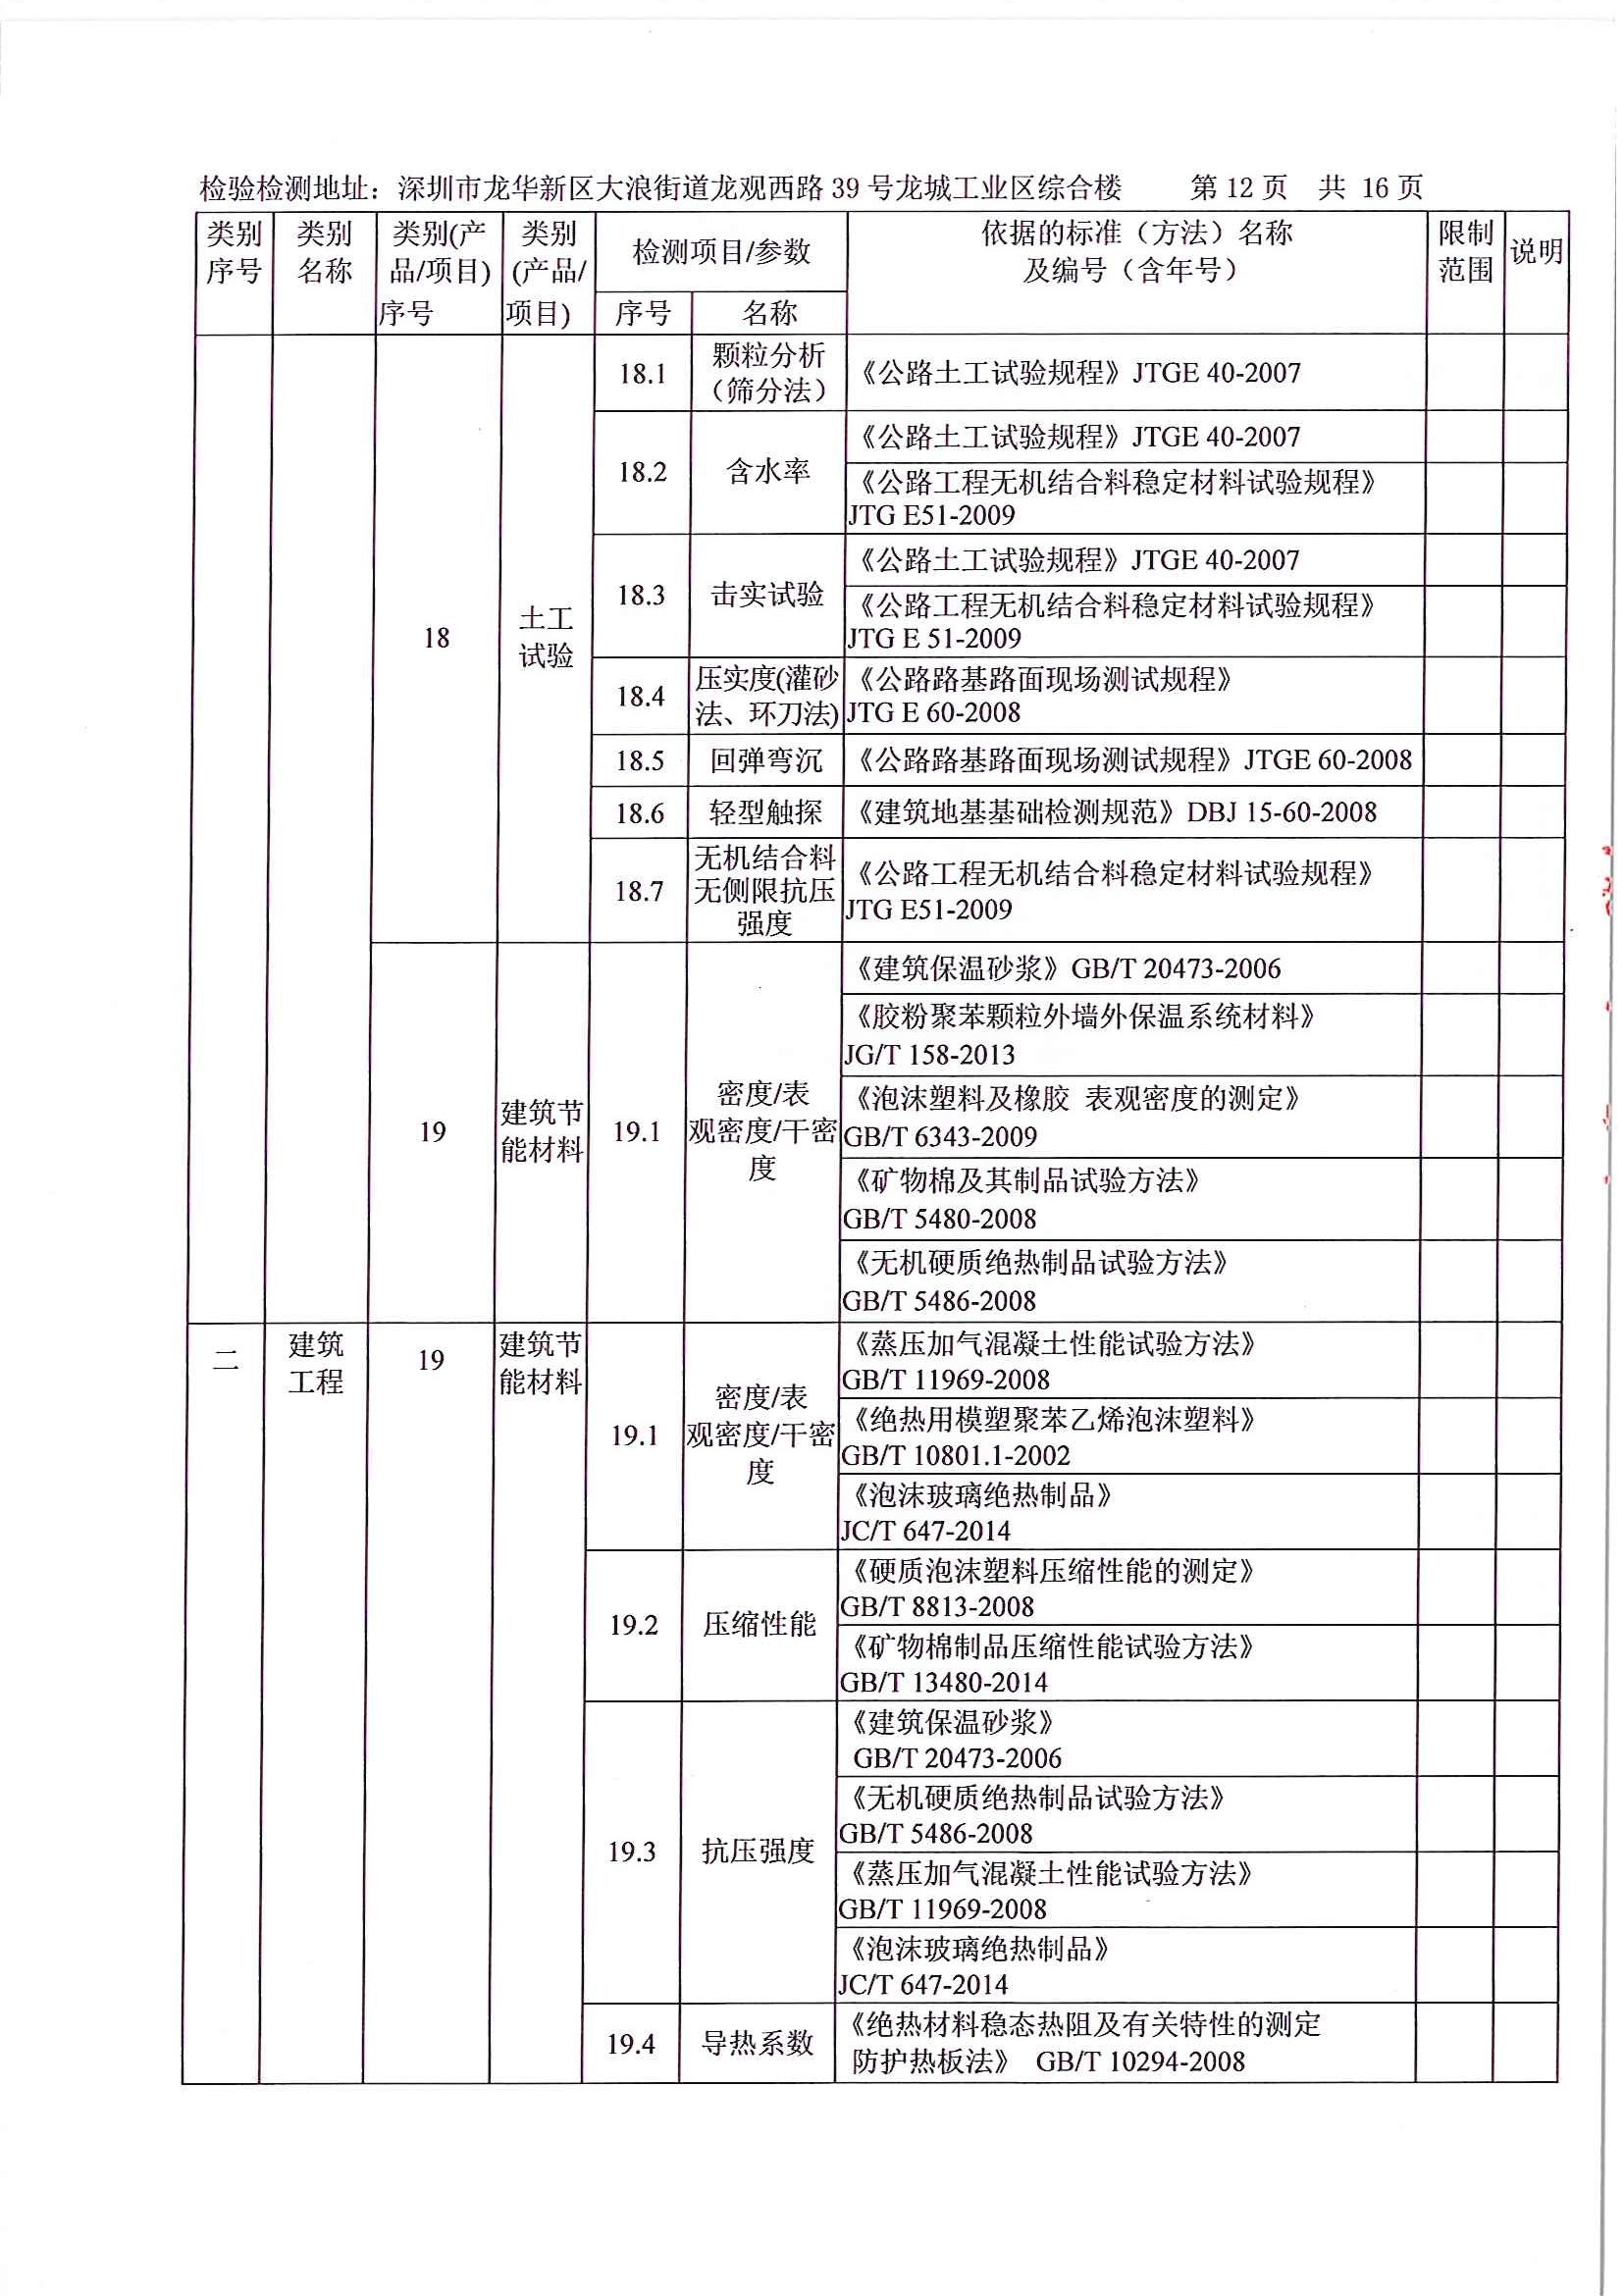 检验检测地址：深圳市龙华新区大浪街道龙观西路 39 号龙城工业区综合楼 第 12 页 共 16 页
类别序号 类别名称 类别(产品/项目)序号 类别(产品/项目) 检测项目/参数 依据的标准（方法）名称及编号（含年号） 限制范围 说明
序号 名称
18 土工试验
18.1 颗粒分析（筛分法） 《公路土工试验规程》JTGE 40-2007
18.2 含水率 《公路土工试验规程》JTGE 40-2007
《公路工程无机结合料稳定材料试验规程》
JTG E51-2009
18.3 击实试验 《公路土工试验规程》JTGE 40-2007
《公路工程无机结合料稳定材料试验规程》
JTG E 51-2009
18.4 压实度(灌砂法、环刀法) 《公路路基路面现场测试规程》
JTG E 60-2008
18.5 回弹弯沉 《公路路基路面现场测试规程》JTGE 60-2008
18.6 轻型触探 《建筑地基基础检测规范》DBJ 15-60-2008
18.7 无机结合料无侧限抗压强度 《公路工程无机结合料稳定材料试验规程》
JTG E51-2009
19 建筑节能材料
19.1 密度/表观密度/干密度 《建筑保温砂浆》GB/T 20473-2006
《胶粉聚苯颗粒外墙外保温系统材料》
JG/T 158-2013
《泡沫塑料及橡胶 表观密度的测定》
GB/T 6343-2009
《矿物棉及其制品试验方法》
GB/T 5480-2008
《无机硬质绝热制品试验方法》
GB/T 5486-2008
二 建筑工程 19 建筑节能材料
19.1 密度/表观密度/干密度 《蒸压加气混凝土性能试验方法》
GB/T 11969-2008
《绝热用模塑聚苯乙烯泡沫塑料》
GB/T 10801.1-2002
《泡沫玻璃绝热制品》
JC/T 647-2014
19.2 压缩性能 《硬质泡沫塑料压缩性能的测定》
GB/T 8813-2008
《矿物棉制品压缩性能试验方法》
GB/T 13480-2014
19.3 抗压强度 《建筑保温砂浆》
GB/T 20473-2006
《无机硬质绝热制品试验方法》
GB/T 5486-2008
《蒸压加气混凝土性能试验方法》
GB/T 11969-2008
《泡沫玻璃绝热制品》
JC/T 647-2014
19.4 导热系数 《绝热材料稳态热阻及有关特性的测定
防护热板法》 GB/T 10294-2008